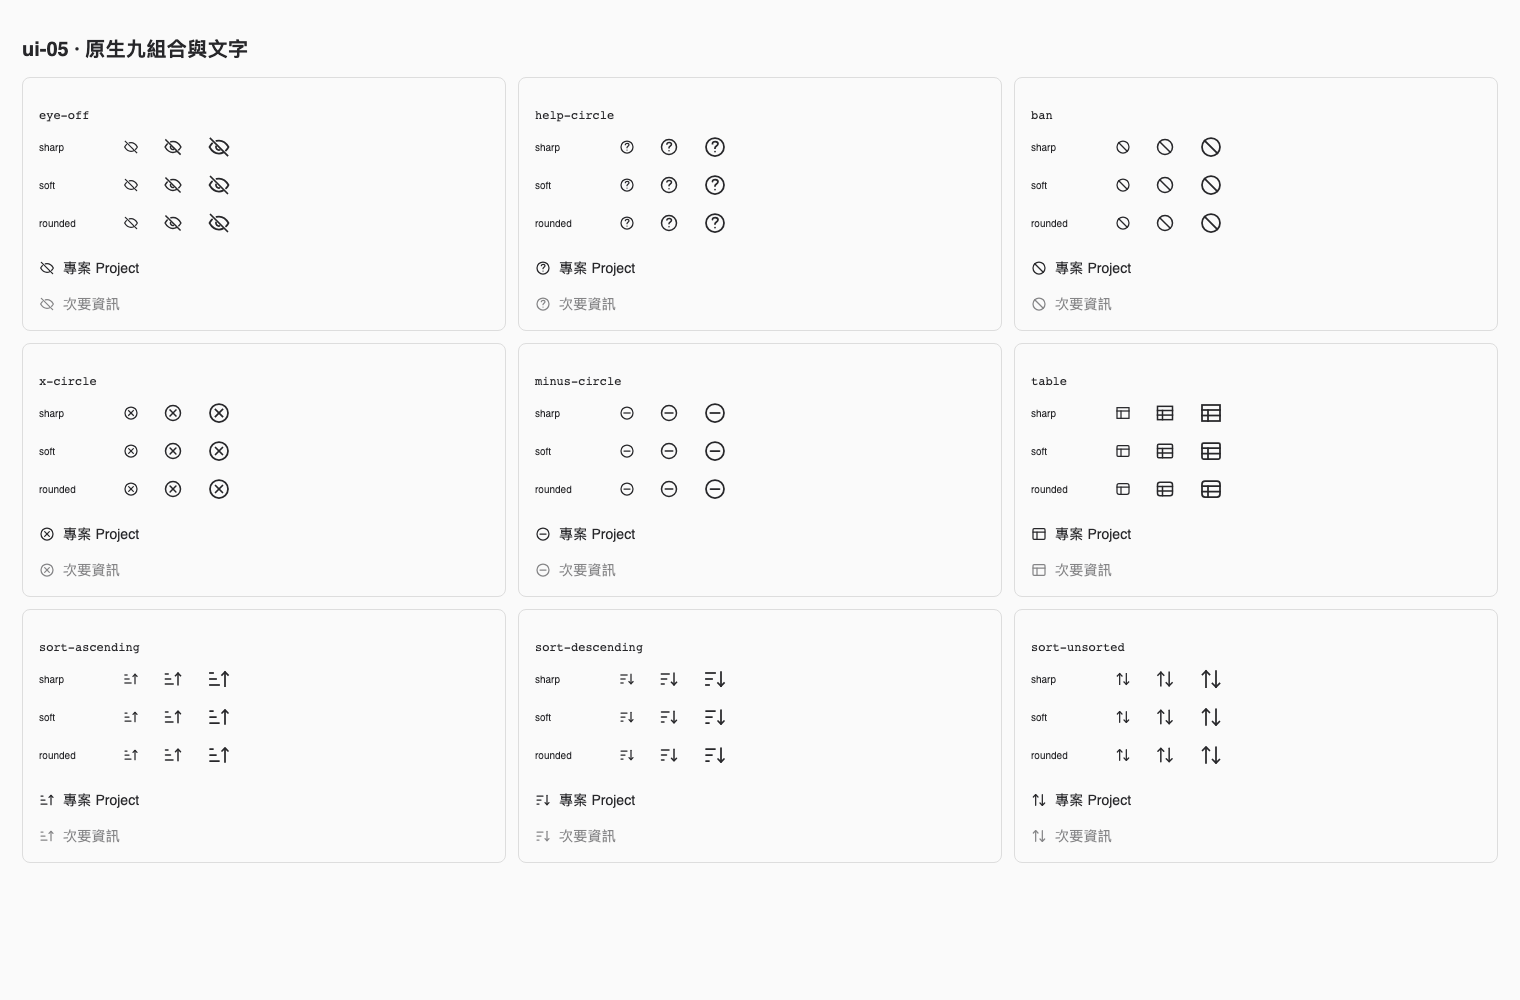 ui-05 · 原生九組合與文字
eye-off
sharp
soft
rounded
專案 Project
次要資訊
help-circle
sharp
soft
rounded
專案 Project
次要資訊
ban
sharp
soft
rounded
專案 Project
次要資訊
x-circle
sharp
soft
rounded
專案 Project
次要資訊
minus-circle
sharp
soft
rounded
專案 Project
次要資訊
table
sharp
soft
rounded
專案 Project
次要資訊
sort-ascending
sharp
soft
rounded
專案 Project
次要資訊
sort-descending
sharp
soft
rounded
專案 Project
次要資訊
sort-unsorted
sharp
soft
rounded
專案 Project
次要資訊